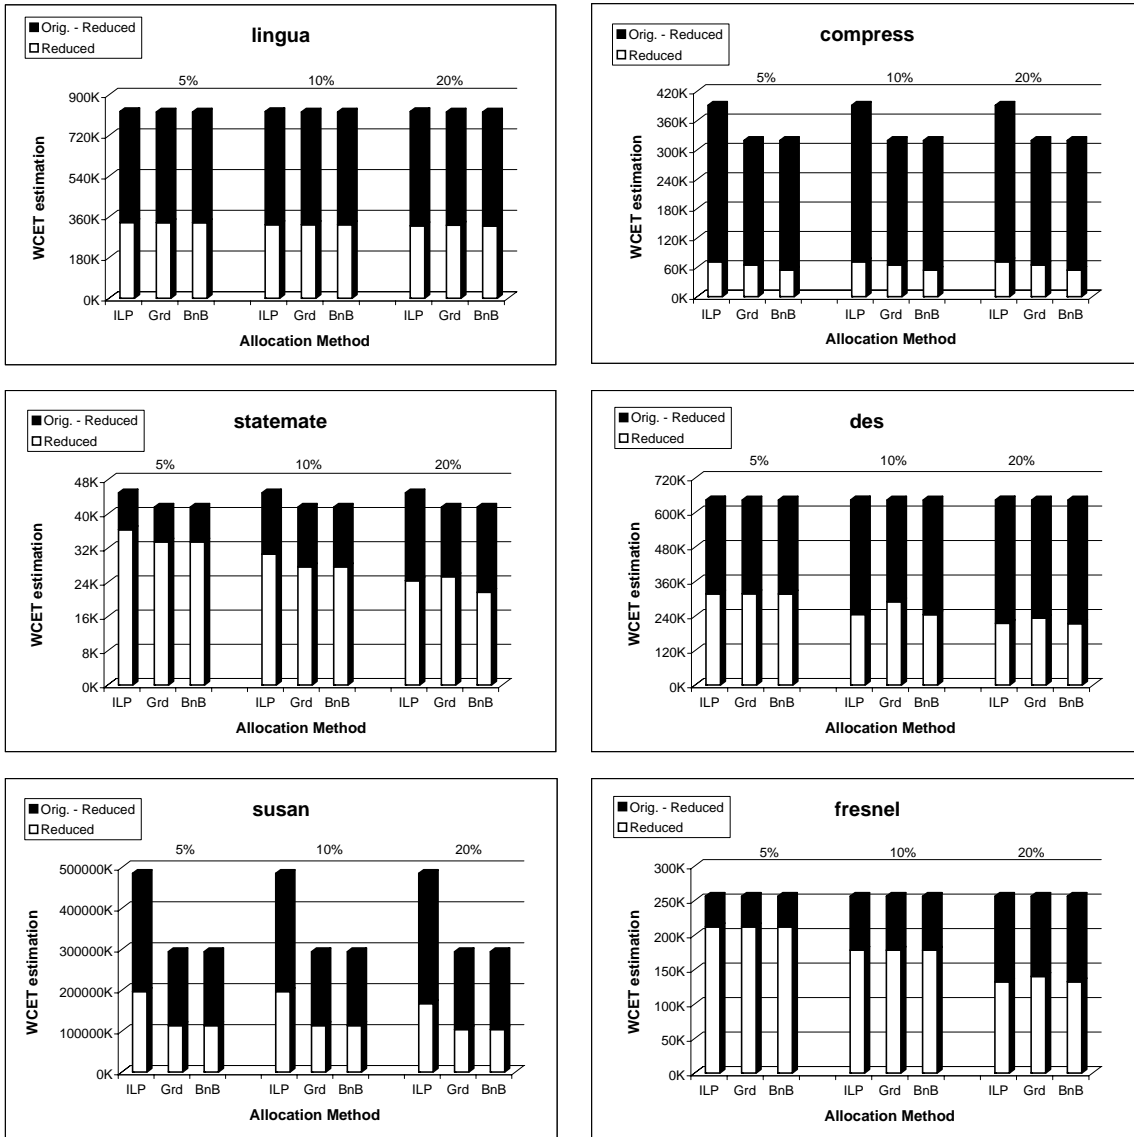 lingua
Orig. - Reduced
Reduced
5% 10% 20%
900K
720K
540K
360K
180K
0K
WCET estimation
ILP Grd BnB ILP Grd BnB ILP Grd BnB
Allocation Method
compress
Orig. - Reduced
Reduced
5% 10% 20%
420K
360K
300K
240K
180K
120K
60K
0K
WCET estimation
ILP Grd BnB ILP Grd BnB ILP Grd BnB
Allocation Method
statemate
Orig. - Reduced
Reduced
5% 10% 20%
48K
40K
32K
24K
16K
8K
0K
WCET estimation
ILP Grd BnB ILP Grd BnB ILP Grd BnB
Allocation Method
des
Orig. - Reduced
Reduced
5% 10% 20%
720K
600K
480K
360K
240K
120K
0K
WCET estimation
ILP Grd BnB ILP Grd BnB ILP Grd BnB
Allocation Method
susan
Orig. - Reduced
Reduced
5% 10% 20%
500000K
400000K
300000K
200000K
100000K
0K
WCET estimation
ILP Grd BnB ILP Grd BnB ILP Grd BnB
Allocation Method
fresnel
Orig. - Reduced
Reduced
5% 10% 20%
300K
250K
200K
150K
100K
50K
0K
WCET estimation
ILP Grd BnB ILP Grd BnB ILP Grd BnB
Allocation Method